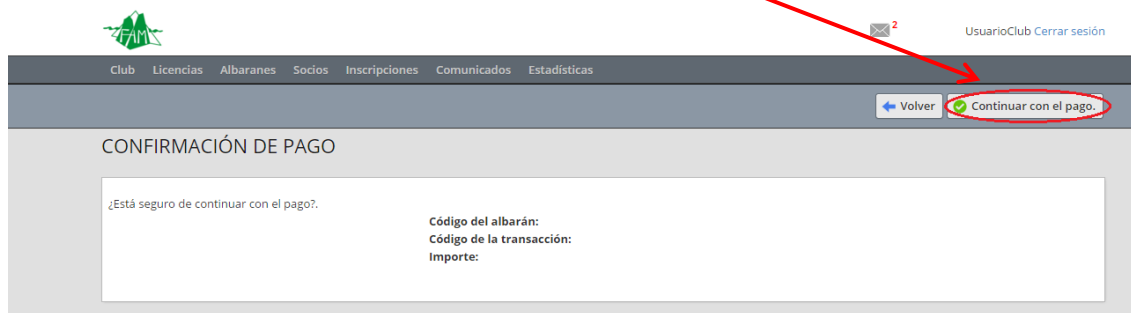 FAM
2
UsuarioClub Cerrar sesión
Club Licencias Albaranes Socios Inscripciones Comunicados Estadísticas
Volver Continuar con el pago.
CONFIRMACIÓN DE PAGO
¿Está seguro de continuar con el pago?.
Código del albarán:
Código de la transacción:
Importe: